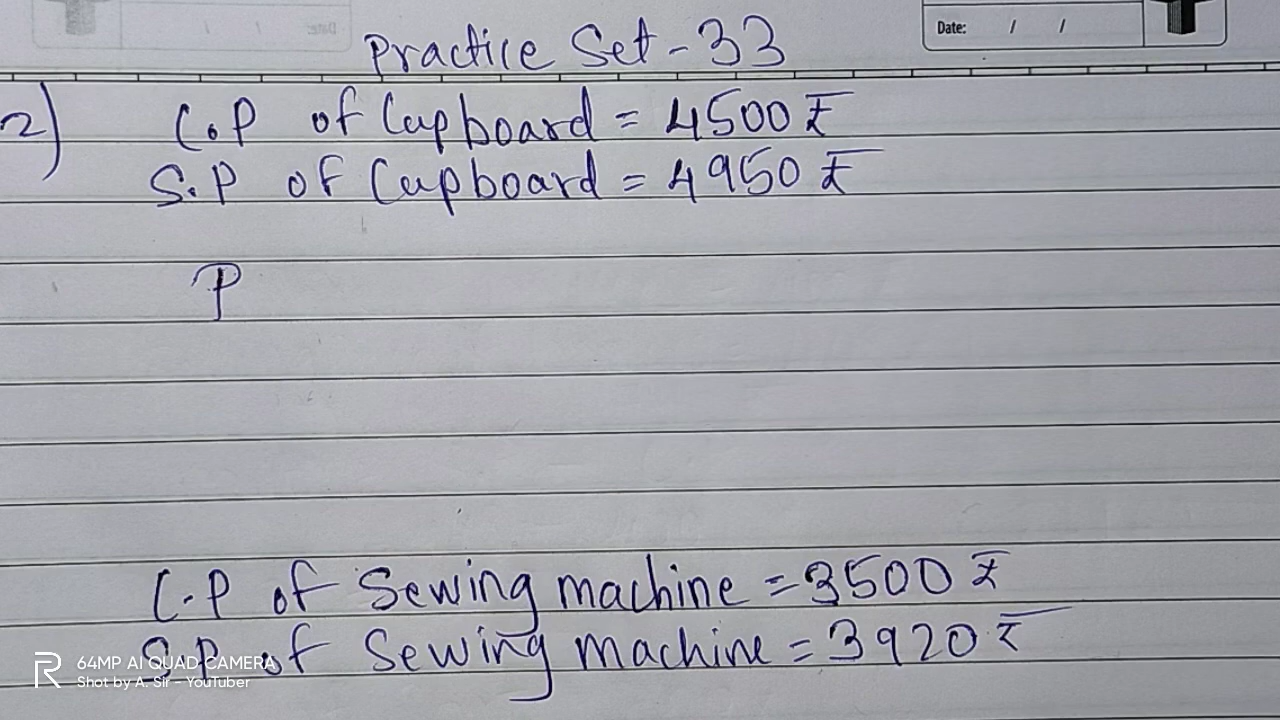 Date: / /
Practice Set - 33
2) C.P of Cupboard = 4500 ₹
S.P of Cupboard = 4950 ₹
P
C.P of Sewing machine = 3500 ₹
S.P of Sewing machine = 3920 ₹
64MP AI QUAD CAMERA
Shot by A. Sir - YouTuber